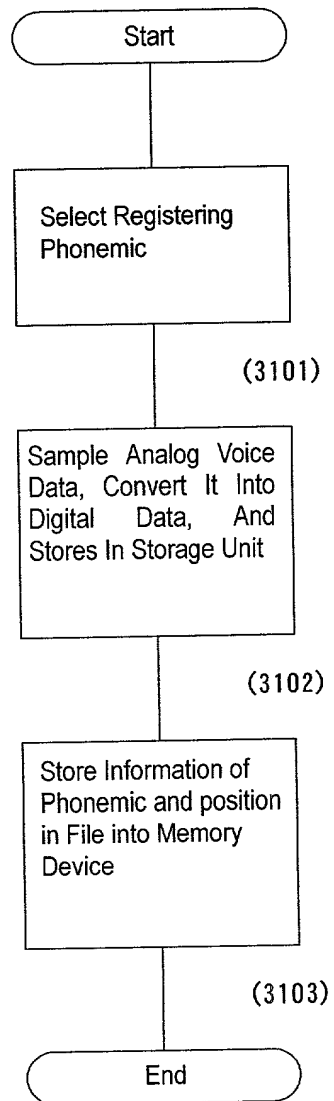 Start
Select Registering
Phonemic
(3101)
Sample Analog Voice
Data, Convert It Into
Digital Data, And
Stores In Storage Unit
(3102)
Store Information of
Phonemic and position
in File into Memory
Device
(3103)
End